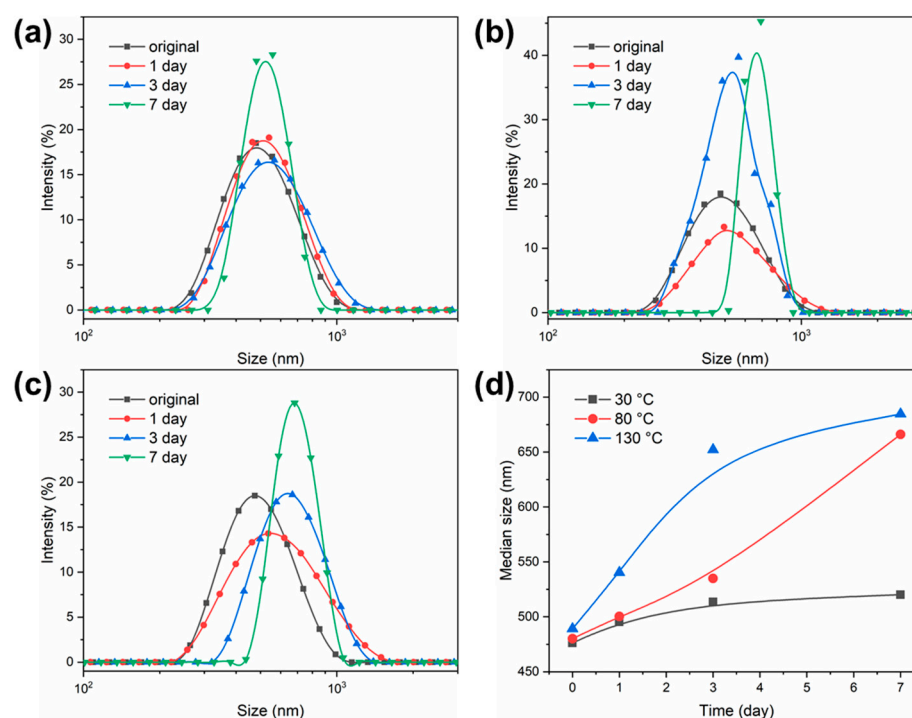 (a)
original
1 day
3 day
7 day
Intensity (%)
30
25
20
15
10
5
0
10²
10³
Size (nm)
(b)
original
1 day
3 day
7 day
Intensity (%)
40
30
20
10
0
10²
10³
Size (nm)
(c)
original
1 day
3 day
7 day
Intensity (%)
30
25
20
15
10
5
0
10²
10³
Size (nm)
(d)
30 °C
80 °C
130 °C
Median size (nm)
700
650
600
550
500
450
0 1 2 3 4 5 6 7
Time (day)